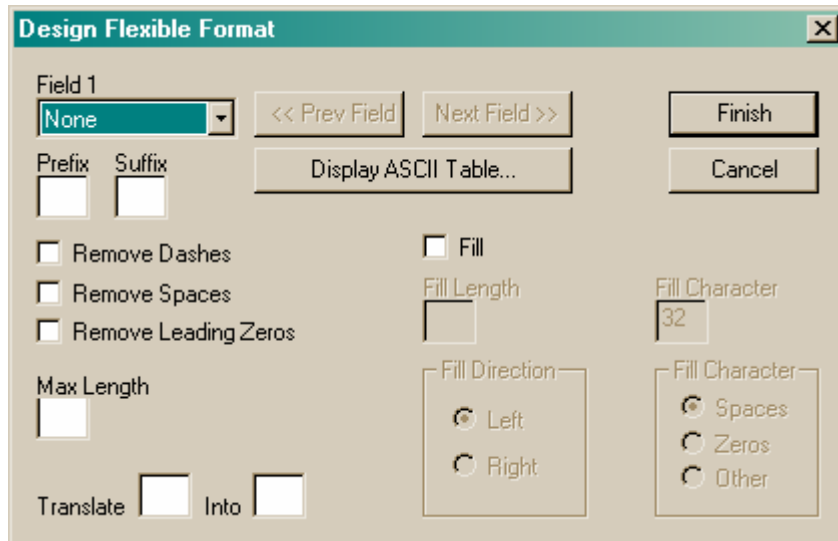 Design Flexible Format
Field 1
None
<< Prev Field
Next Field >>
Finish
Prefix
Suffix
Display ASCII Table...
Cancel
Remove Dashes
Remove Spaces
Remove Leading Zeros
Fill
Fill Length
Fill Character
32
Max Length
Fill Direction
Left
Right
Fill Character
Spaces
Zeros
Other
Translate
Into